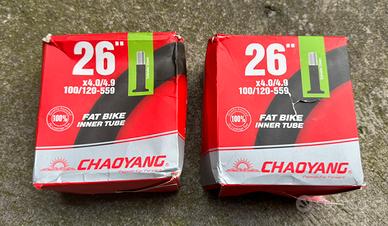 26"
x4.0/4.9
100/120-559
100%
FAT BIKE
INNER TUBE
CHAOYANG
26"
x4.0/4.9
100/120-559
100%
FAT BIKE
INNER TUBE
CHAOYANG